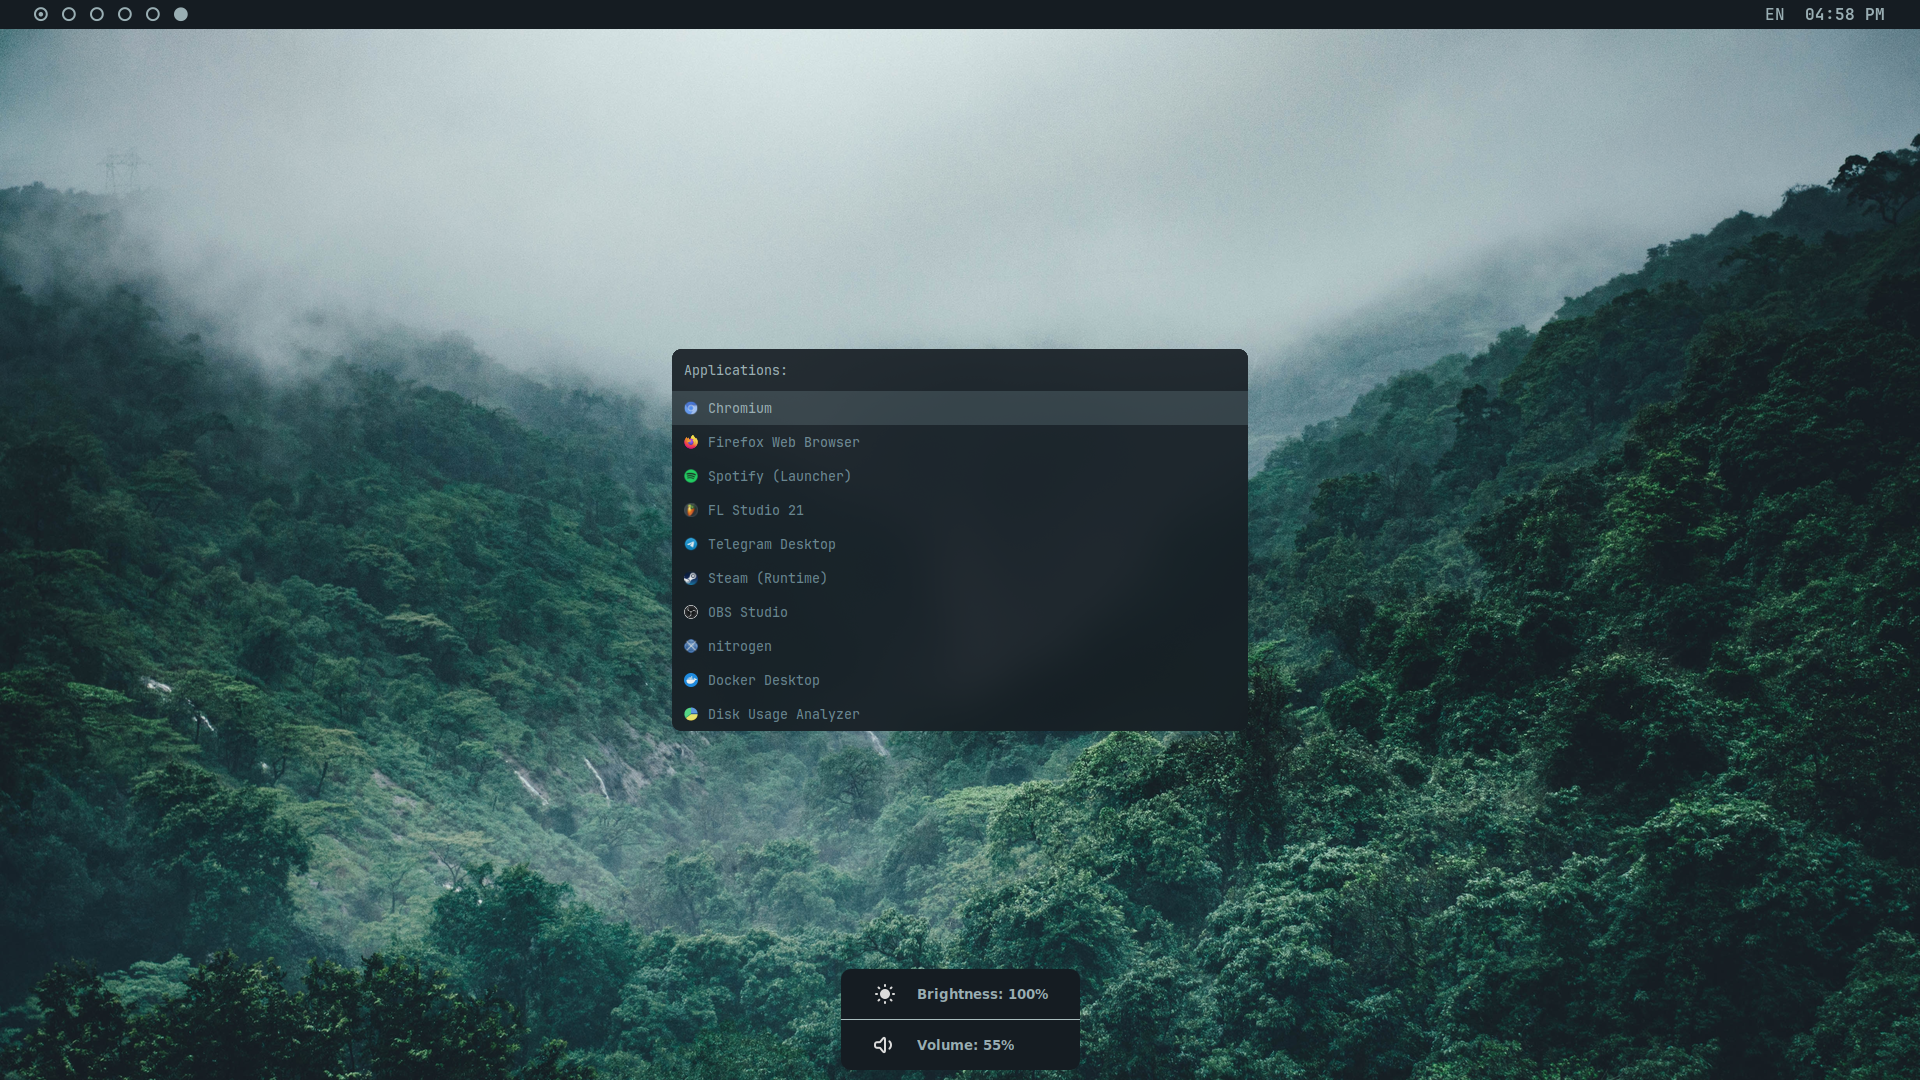 EN 04:58 PM
Applications:
Chromium
Firefox Web Browser
Spotify (Launcher)
FL Studio 21
Telegram Desktop
Steam (Runtime)
OBS Studio
nitrogen
Docker Desktop
Disk Usage Analyzer
Brightness: 100%
Volume: 55%